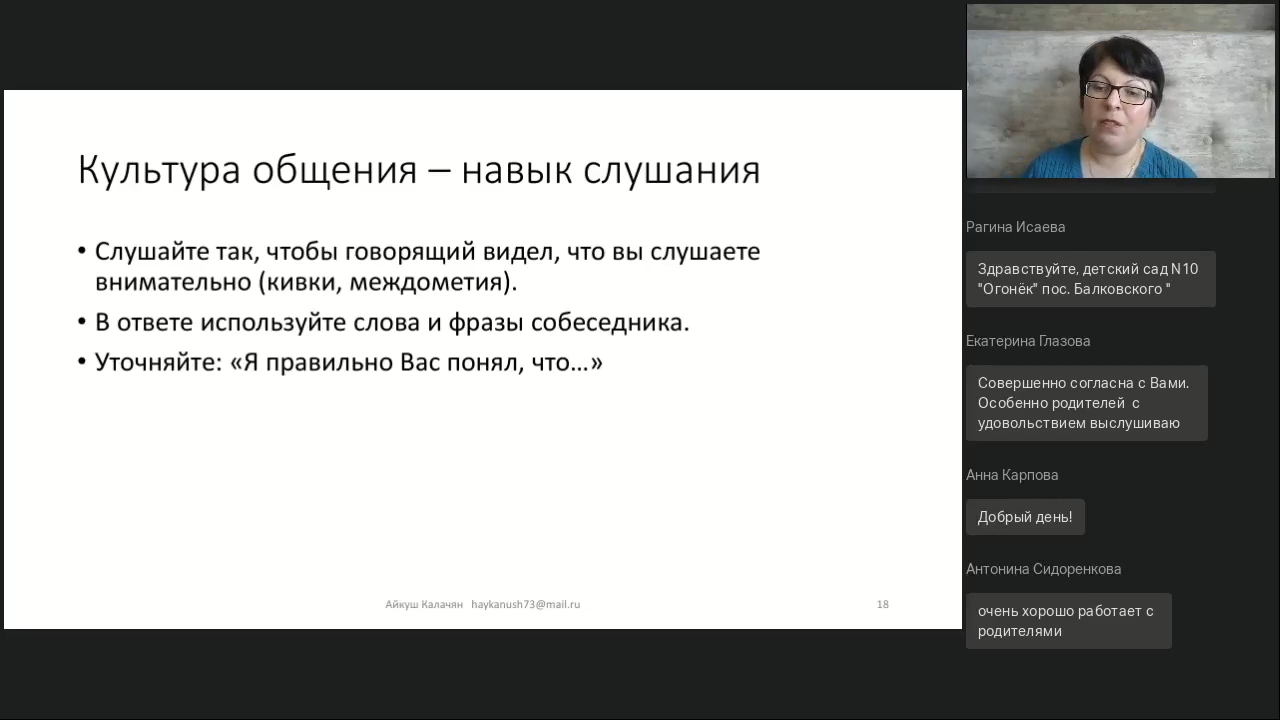 Культура общения – навык слушания
• Слушайте так, чтобы говорящий видел, что вы слушаете
внимательно (кивки, междометия).
• В ответе используйте слова и фразы собеседника.
• Уточняйте: «Я правильно Вас понял, что…»
Айкуш Калачян haykanush73@mail.ru
18
Рагина Исаева
Здравствуйте, детский сад N10
"Огонёк" пос. Балковского "
Екатерина Глазова
Совершенно согласна с Вами.
Особенно родителей с
удовольствием выслушиваю
Анна Карпова
Добрый день!
Антонина Сидоренкова
очень хорошо работает с
родителями